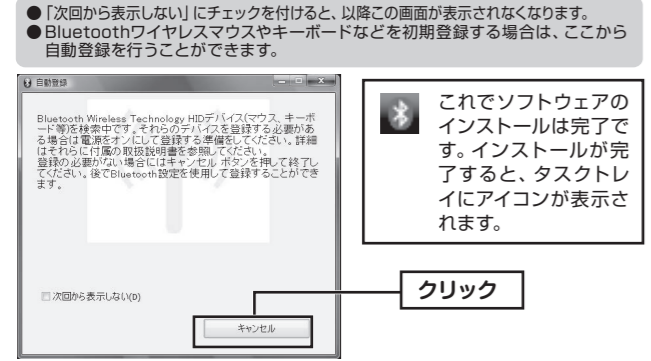 ●「次回から表示しない」にチェックを付けると、以降この画面が表示されなくなります。
●Bluetoothワイヤレスマウスやキーボードなどを初期登録する場合は、ここから
自動登録を行うことができます。
自動登録
Bluetooth Wireless Technology HIDデバイス(マウス、キーボ
ード等)を検索中です。それらのデバイスを登録する必要があ
る場合は電源をオンにして登録する準備をしてください。詳細
はそれらに付属の取扱説明書を参照してください。
登録の必要がない場合にはキャンセル ボタンを押して終了し
てください。後でBluetooth設定を使用して登録することができ
ます。
次回から表示しない(D)
キャンセル
これでソフトウェアの
インストールは完了で
す。インストールが完
了すると、タスクトレ
イにアイコンが表示さ
れます。
クリック